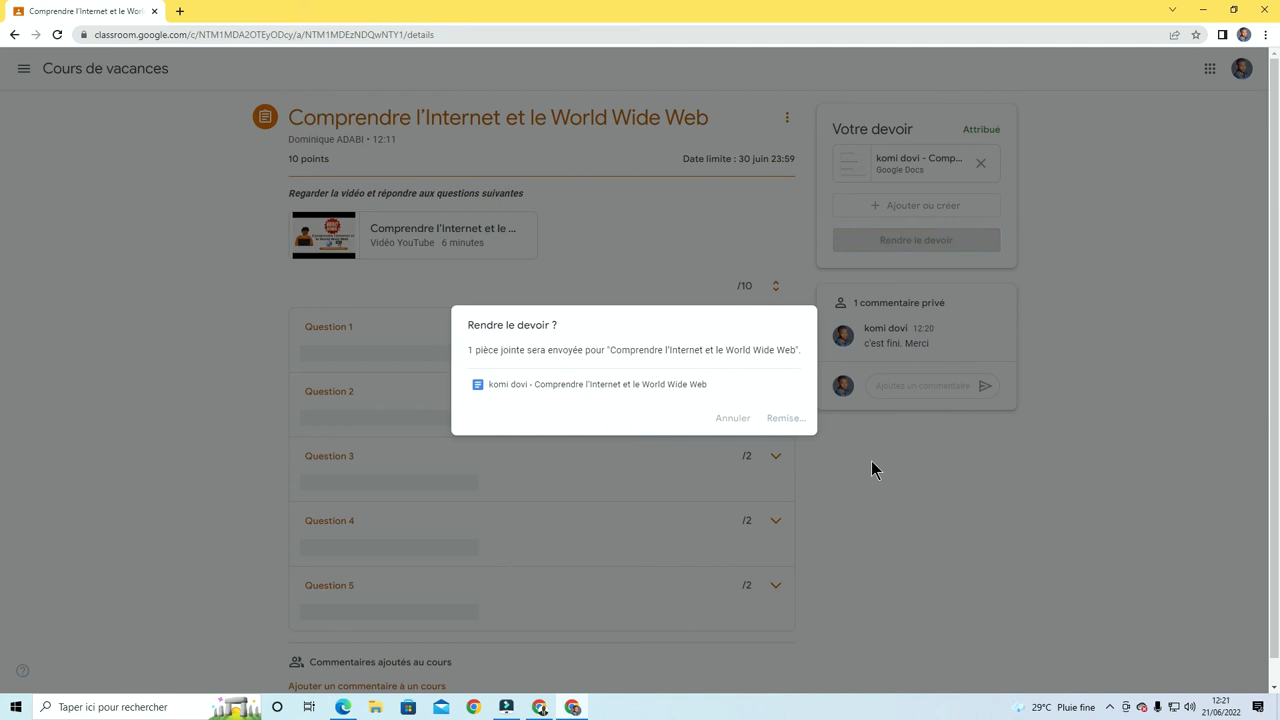 Comprendre l'Internet et le Wor
classroom.google.com/c/NTM1MDA2OTEyODcy/a/NTM1MDEzNDQwNTY1/details
Cours de vacances
Comprendre l'Internet et le World Wide Web
Dominique ADABI • 12:11
10 points
Date limite : 30 juin 23:59
Regarder la vidéo et répondre aux questions suivantes
Comprendre l'Internet et le ...
Vidéo YouTube 6 minutes
/10
Question 1
Question 2
Question 3
/2
Question 4
/2
Question 5
/2
Commentaires ajoutés au cours
Ajouter un commentaire à un cours
Votre devoir
Attribué
komi dovi - Comp...
Google Docs
Ajouter ou créer
Rendre le devoir
1 commentaire privé
komi dovi 12:20
c'est fini. Merci
Ajoutez un commentaire
Rendre le devoir ?
1 pièce jointe sera envoyée pour "Comprendre l'Internet et le World Wide Web".
komi dovi - Comprendre l'Internet et le World Wide Web
Annuler
Remise...
Taper ici pour rechercher
29°C Pluie fine
12:21
21/06/2022